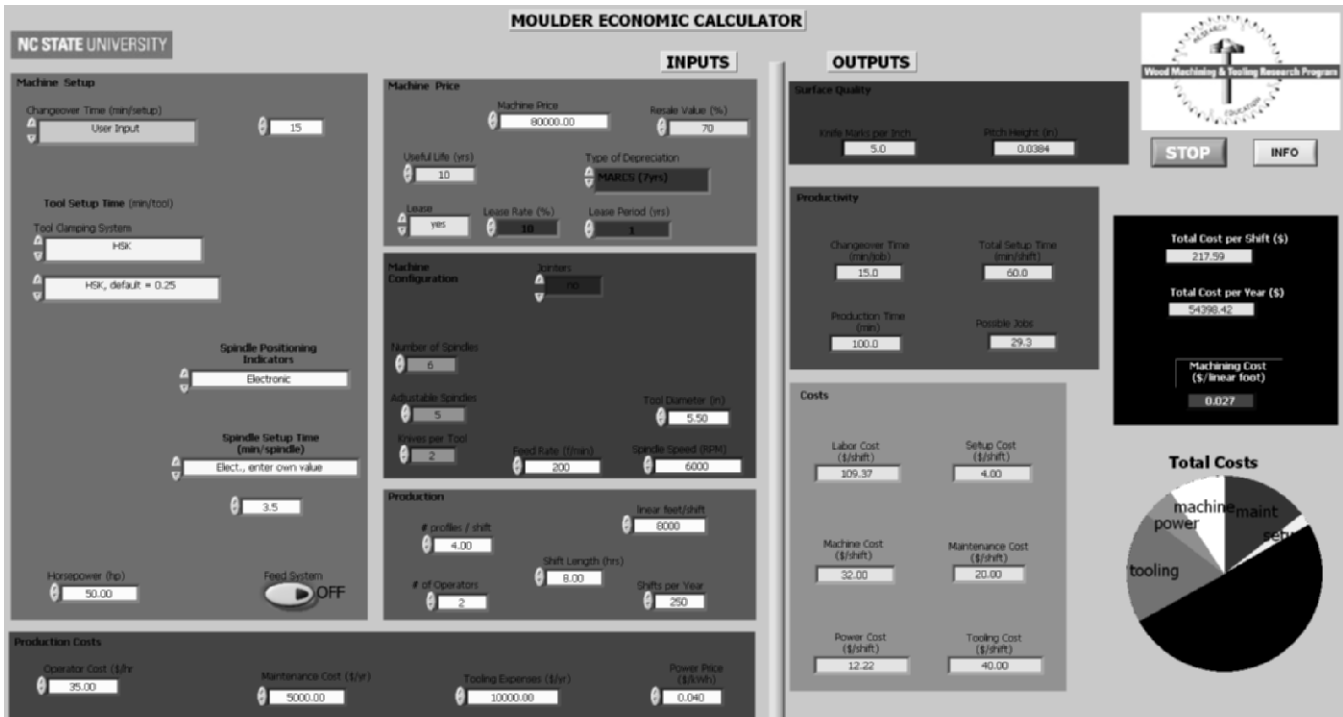 MOULDER ECONOMIC CALCULATOR
NC STATE UNIVERSITY
INPUTS
OUTPUTS
Machine Setup
Changeover Time (min/setup)
User Input
15
Tool Setup Time (min/tool)
Tool Clamping System
HSK
HSK, default = 0.25
Spindle Positioning
Indicators
Electronic
Spindle Setup Time
(min/spindle)
Elect., enter own value
3.5
Horsepower (hp)
50.00
Feed System
OFF
Machine Price
Machine Price
80000.00
Resale Value (%)
70
Useful Life (yrs)
10
Type of Depreciation
MARCS (7yrs)
Lease
yes
Lease Rate (%)
10
Lease Period (yrs)
1
Machine
Configuration
Jointers
no
Number of Spindles
6
Adjustable Spindles
5
Tool Diameter (in)
5.50
Knives per Tool
2
Feed Rate (f/min)
200
Spindle Speed (RPM)
6000
Production
# profiles / shift
4.00
linear feet/shift
8000
Shift Length (hrs)
8.00
# of Operators
2
Shifts per Year
250
Production Costs
Operator Cost ($/hr
35.00
Maintenance Cost ($/yr)
5000.00
Tooling Expenses ($/yr)
10000.00
Power Price
($/kWh)
0.040
Surface Quality
Knife Marks per Inch
5.0
Pitch Height (in)
0.0384
Productivity
Changeover Time
(min/job)
15.0
Total Setup Time
(min/shift)
60.0
Production Time
(min)
100.0
Possible Jobs
29.3
Costs
Labor Cost
($/shift)
109.37
Setup Cost
($/shift)
4.00
Machine Cost
($/shift)
32.00
Maintenance Cost
($/shift)
20.00
Power Cost
($/shift)
12.22
Tooling Cost
($/shift)
40.00
RESEARCH
Wood Machining & Tooling Research Program
EDUCATION
STOP
INFO
Total Cost per Shift ($)
217.59
Total Cost per Year ($)
54398.42
Machining Cost
($/linear foot)
0.027
Total Costs
machine
maint
power
setu
tooling